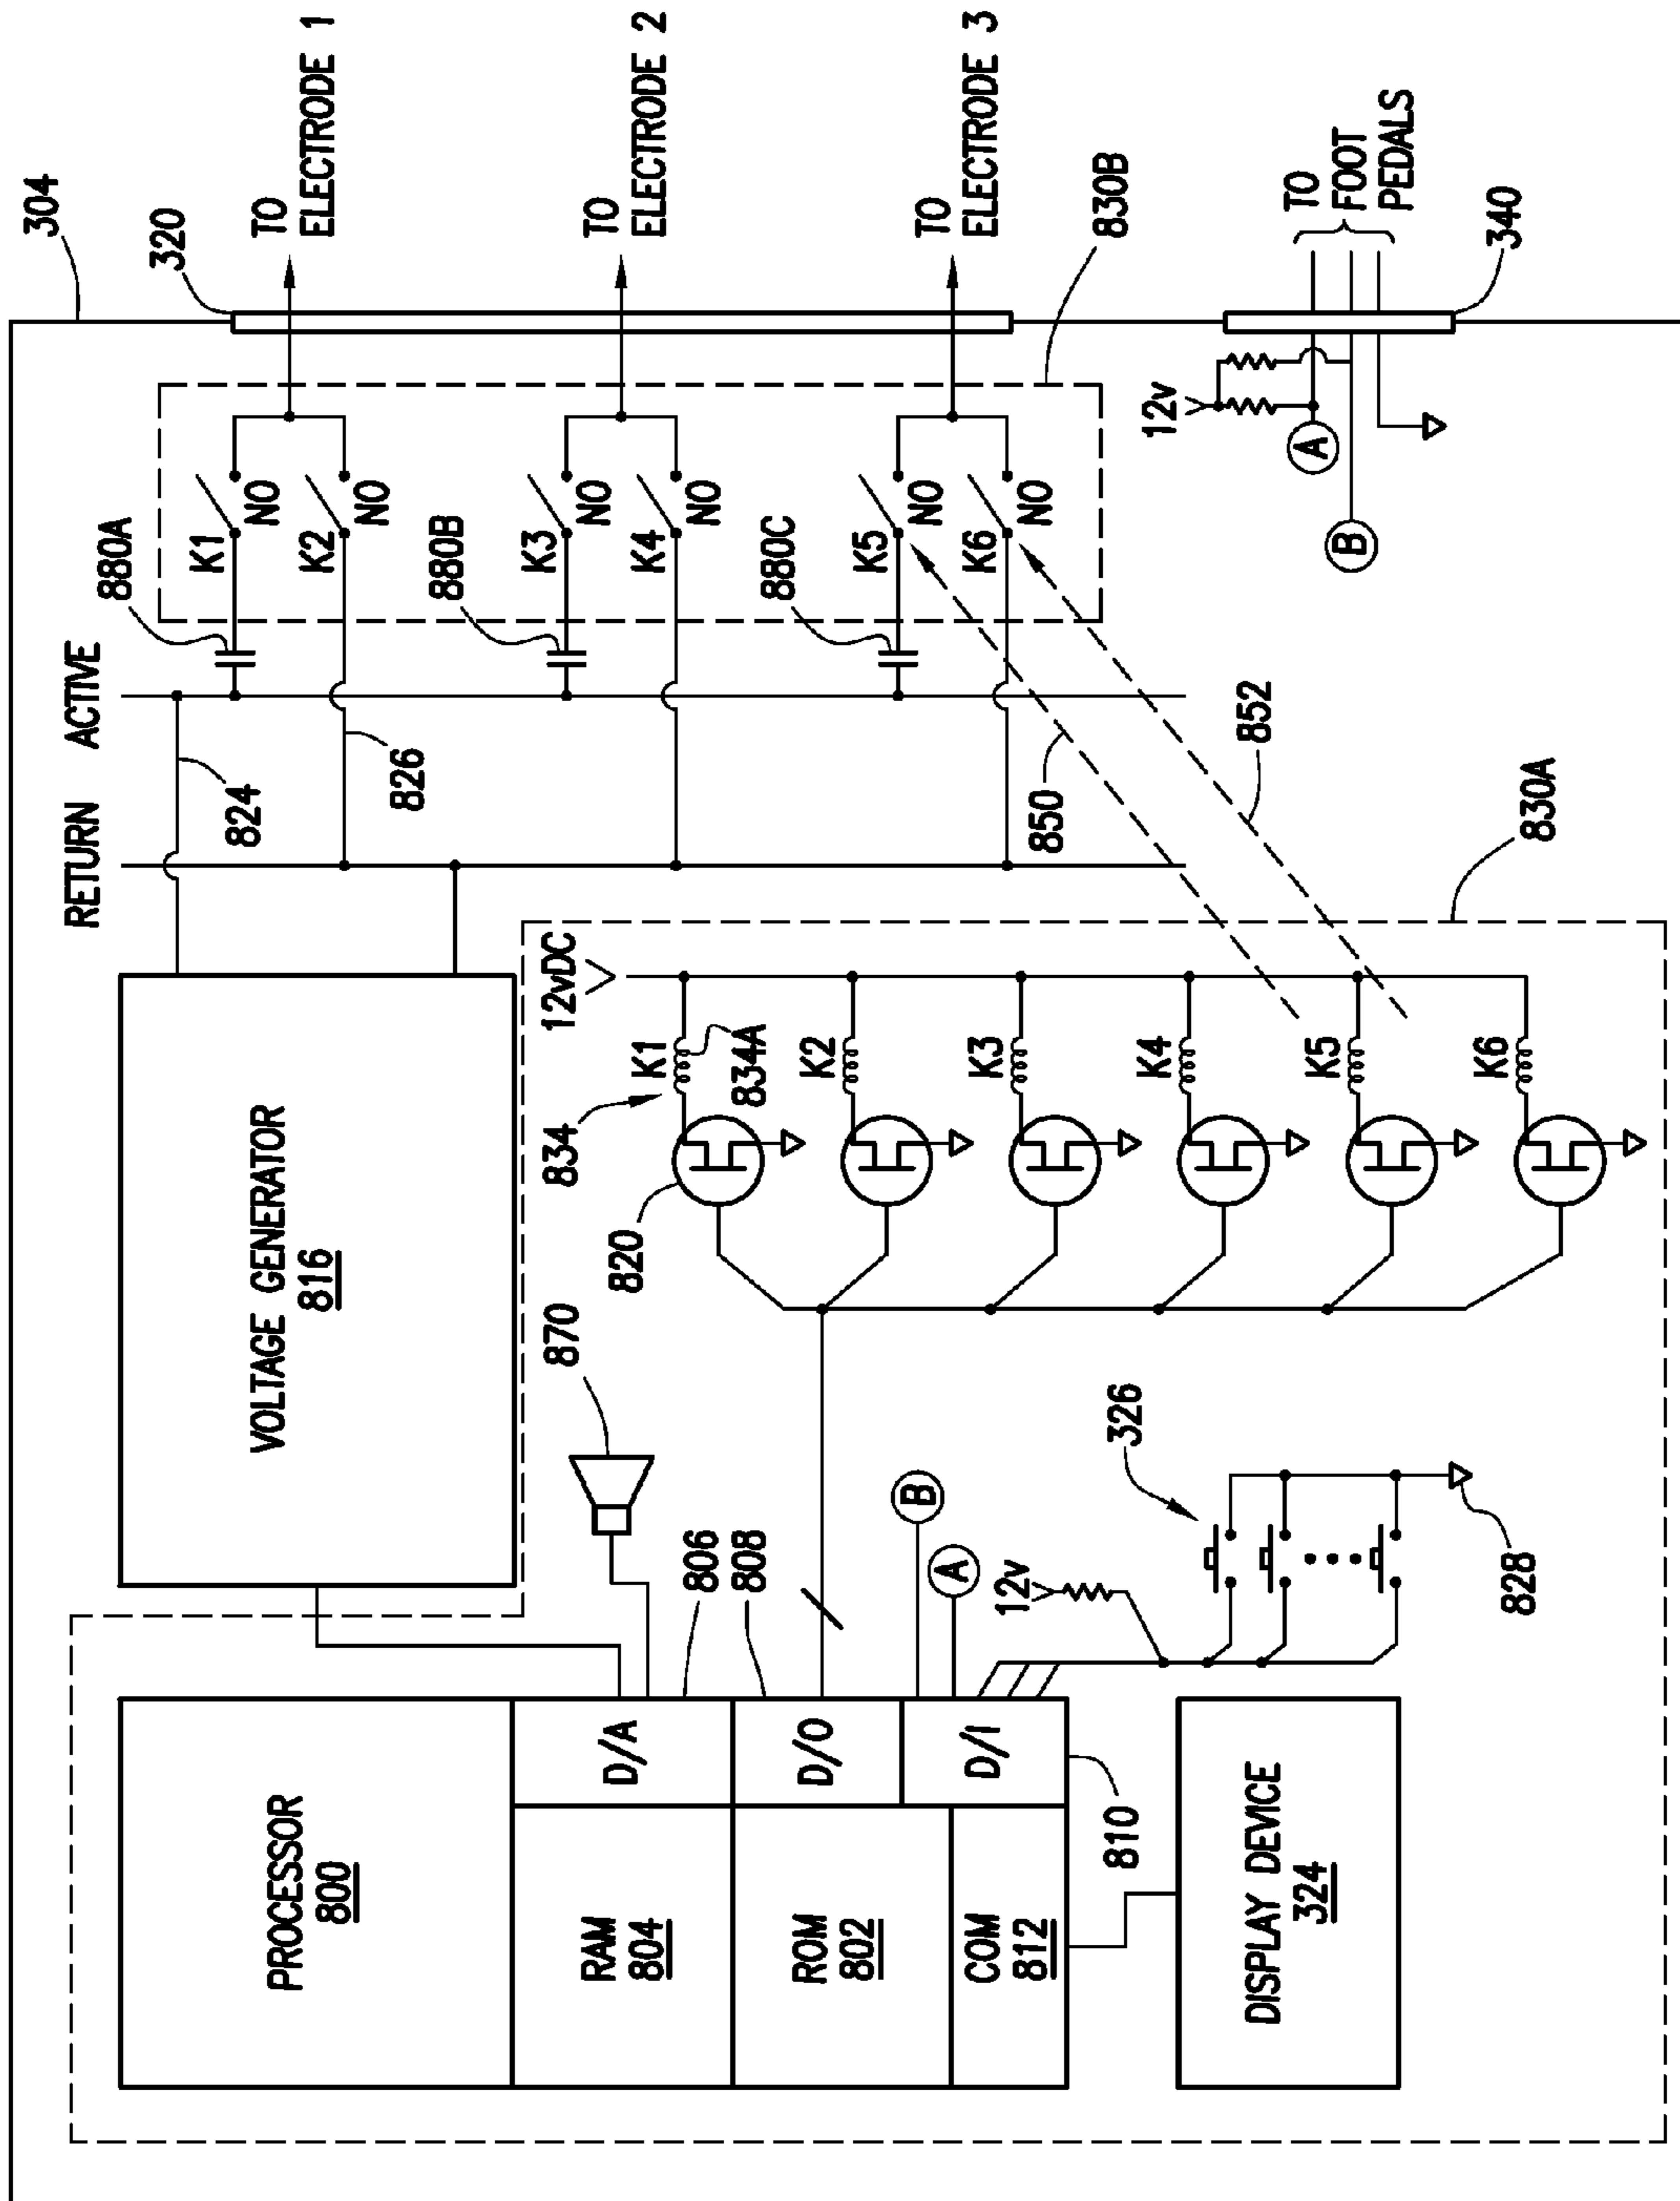 304
320
TO
ELECTRODE 1
TO
ELECTRODE 2
TO
ELECTRODE 3
830B
TO
FOOT
PEDALS
340
12v
A
B
880A
K1
NO
K2
NO
880B
K3
NO
K4
NO
880C
K5
NO
K6
NO
RETURN
ACTIVE
824
826
850
852
830A
VOLTAGE GENERATOR
816
12vDC
834
K1
834A
K2
K3
K4
K5
K6
820
870
806
808
B
A
12v
326
828
PROCESSOR
800
RAM
804
ROM
802
COM
812
D/A
D/O
D/I
810
DISPLAY DEVICE
324